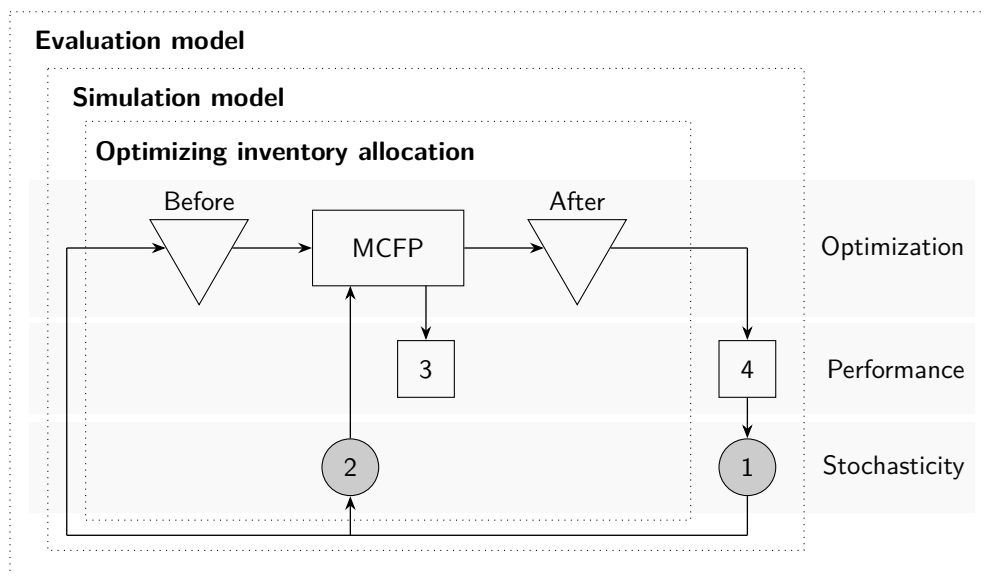 Evaluation model
Simulation model
Optimizing inventory allocation
Before
After
MCFP
Optimization
3
4
Performance
2
1
Stochasticity